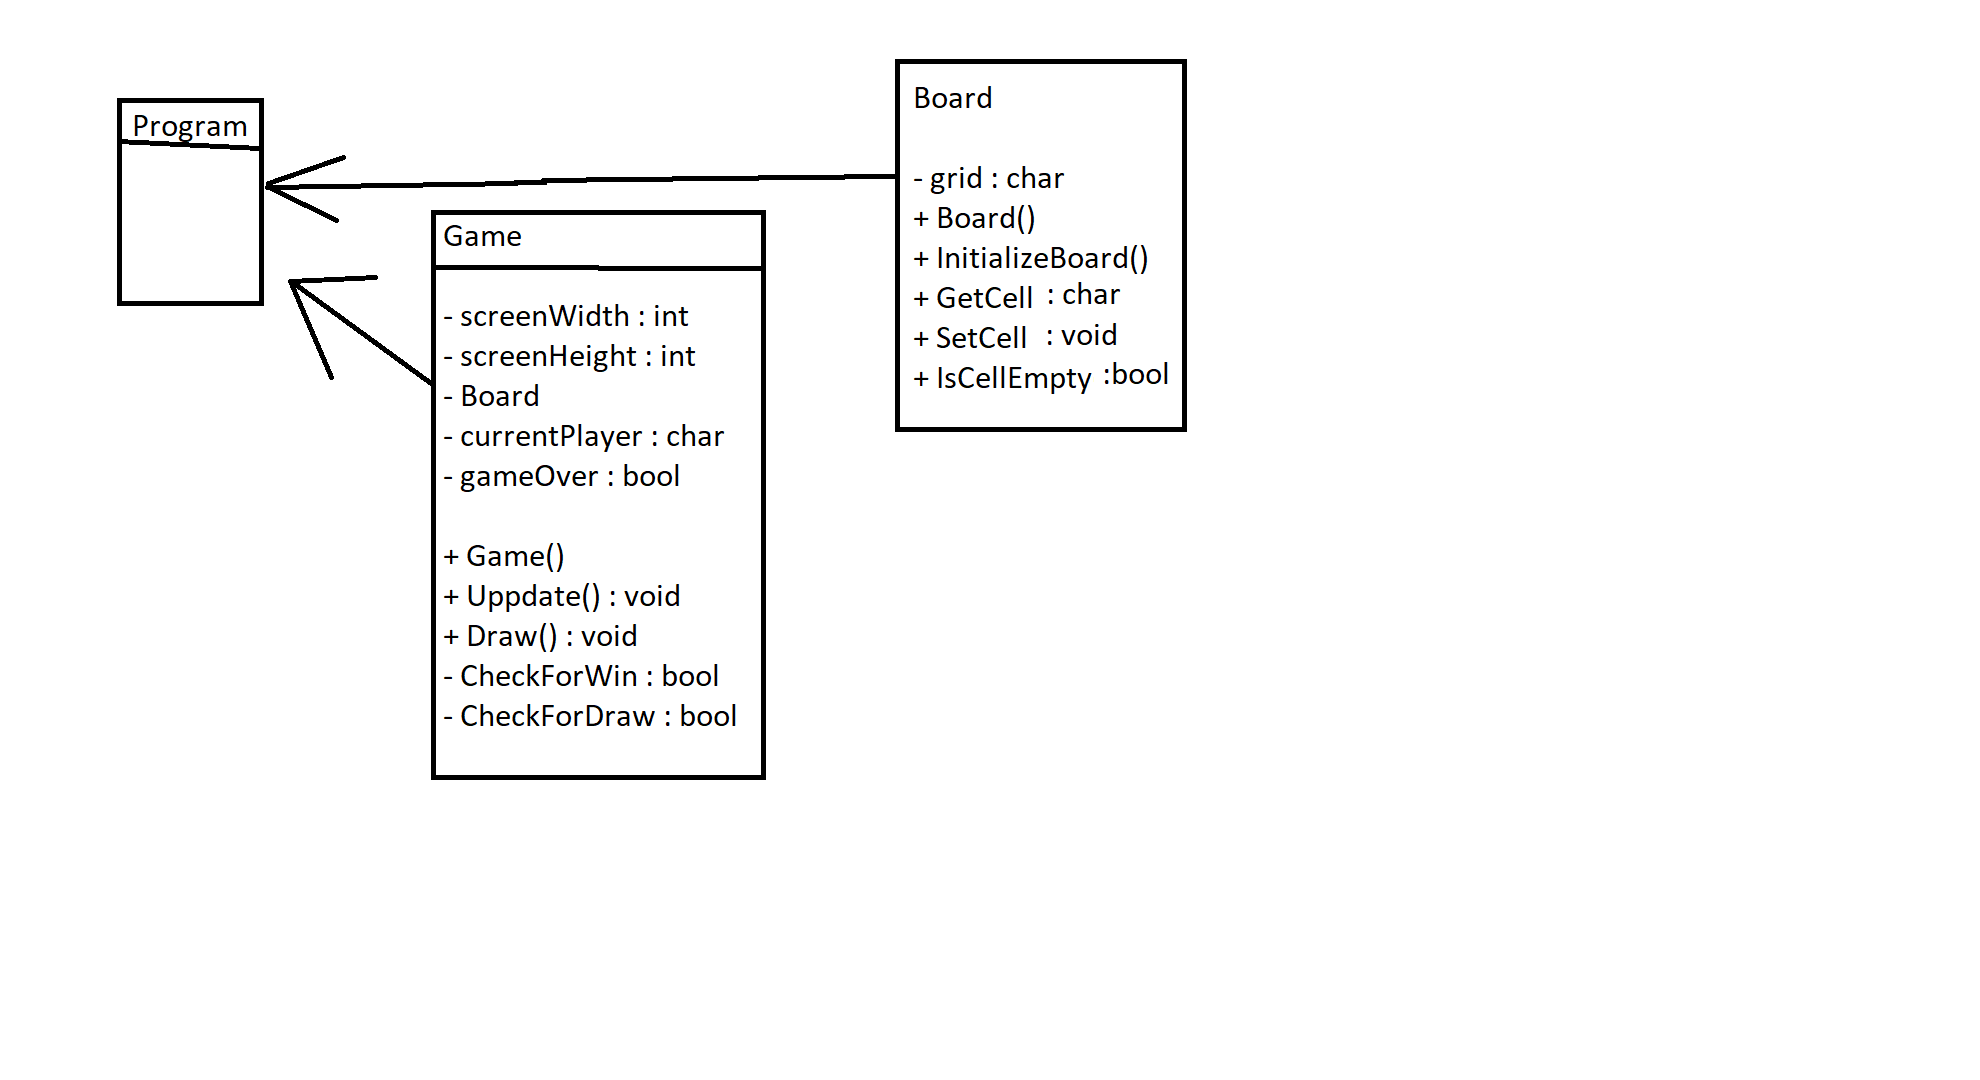 Program
Game
- screenWidth : int
- screenHeight : int
- Board
- currentPlayer : char
- gameOver : bool
+ Game()
+ Uppdate() : void
+ Draw() : void
- CheckForWin : bool
- CheckForDraw : bool
Board
- grid : char
+ Board()
+ InitializeBoard()
+ GetCell : char
+ SetCell : void
+ IsCellEmpty :bool